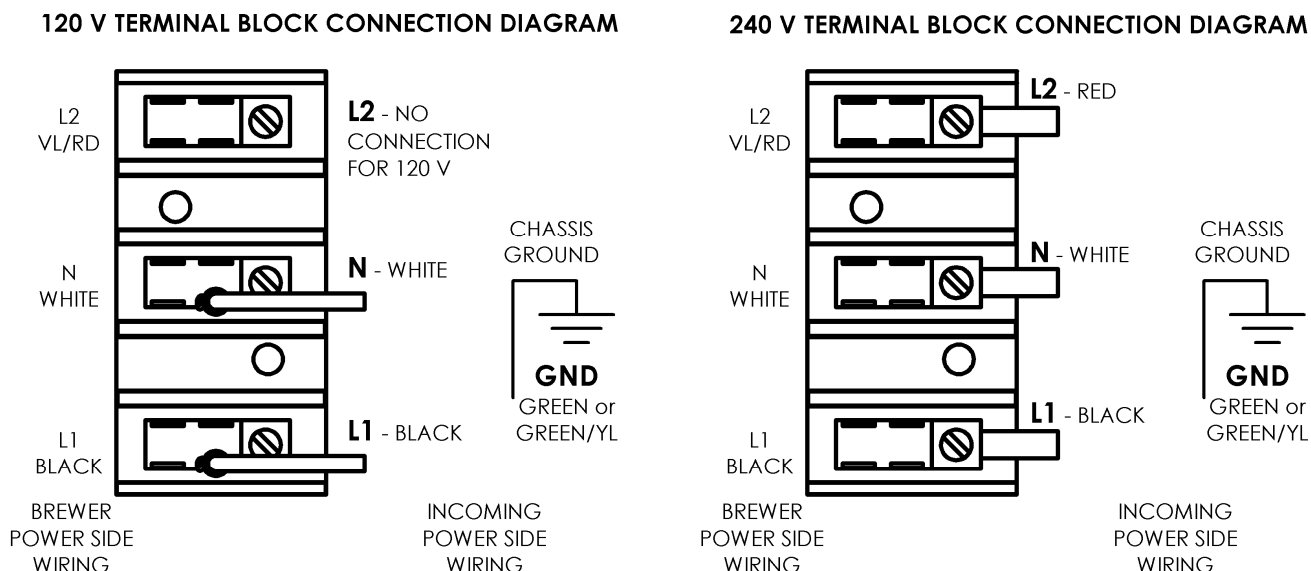 120 V TERMINAL BLOCK CONNECTION DIAGRAM
L2
VL/RD
L2 - NO
CONNECTION
FOR 120 V
N
WHITE
N - WHITE
CHASSIS
GROUND
GND
GREEN or
GREEN/YL
L1
BLACK
L1 - BLACK
BREWER
POWER SIDE
WIRING
INCOMING
POWER SIDE
WIRING
240 V TERMINAL BLOCK CONNECTION DIAGRAM
L2
VL/RD
L2 - RED
N
WHITE
N - WHITE
CHASSIS
GROUND
GND
GREEN or
GREEN/YL
L1
BLACK
L1 - BLACK
BREWER
POWER SIDE
WIRING
INCOMING
POWER SIDE
WIRING